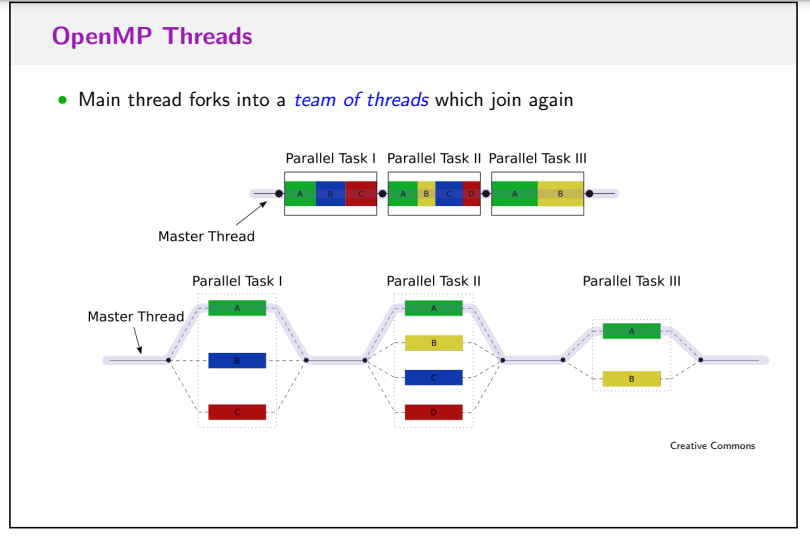 OpenMP Threads
• Main thread forks into a team of threads which join again
Parallel Task I Parallel Task II Parallel Task III
A B C A B C D A B
Master Thread
Parallel Task I Parallel Task II Parallel Task III
A A
Master Thread
A
B
B
C B
C D
Creative Commons